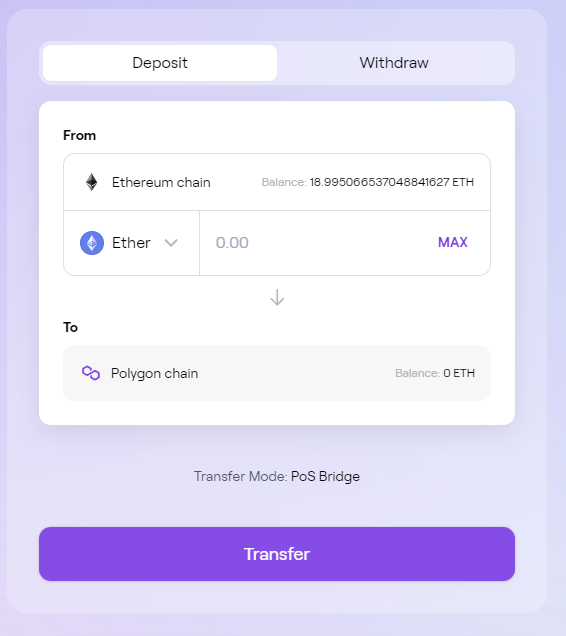 Deposit Withdraw
From
Ethereum chain Balance: 18.995066537048841627 ETH
Ether 0.00 MAX
To
Polygon chain Balance: 0 ETH
Transfer Mode: PoS Bridge
Transfer